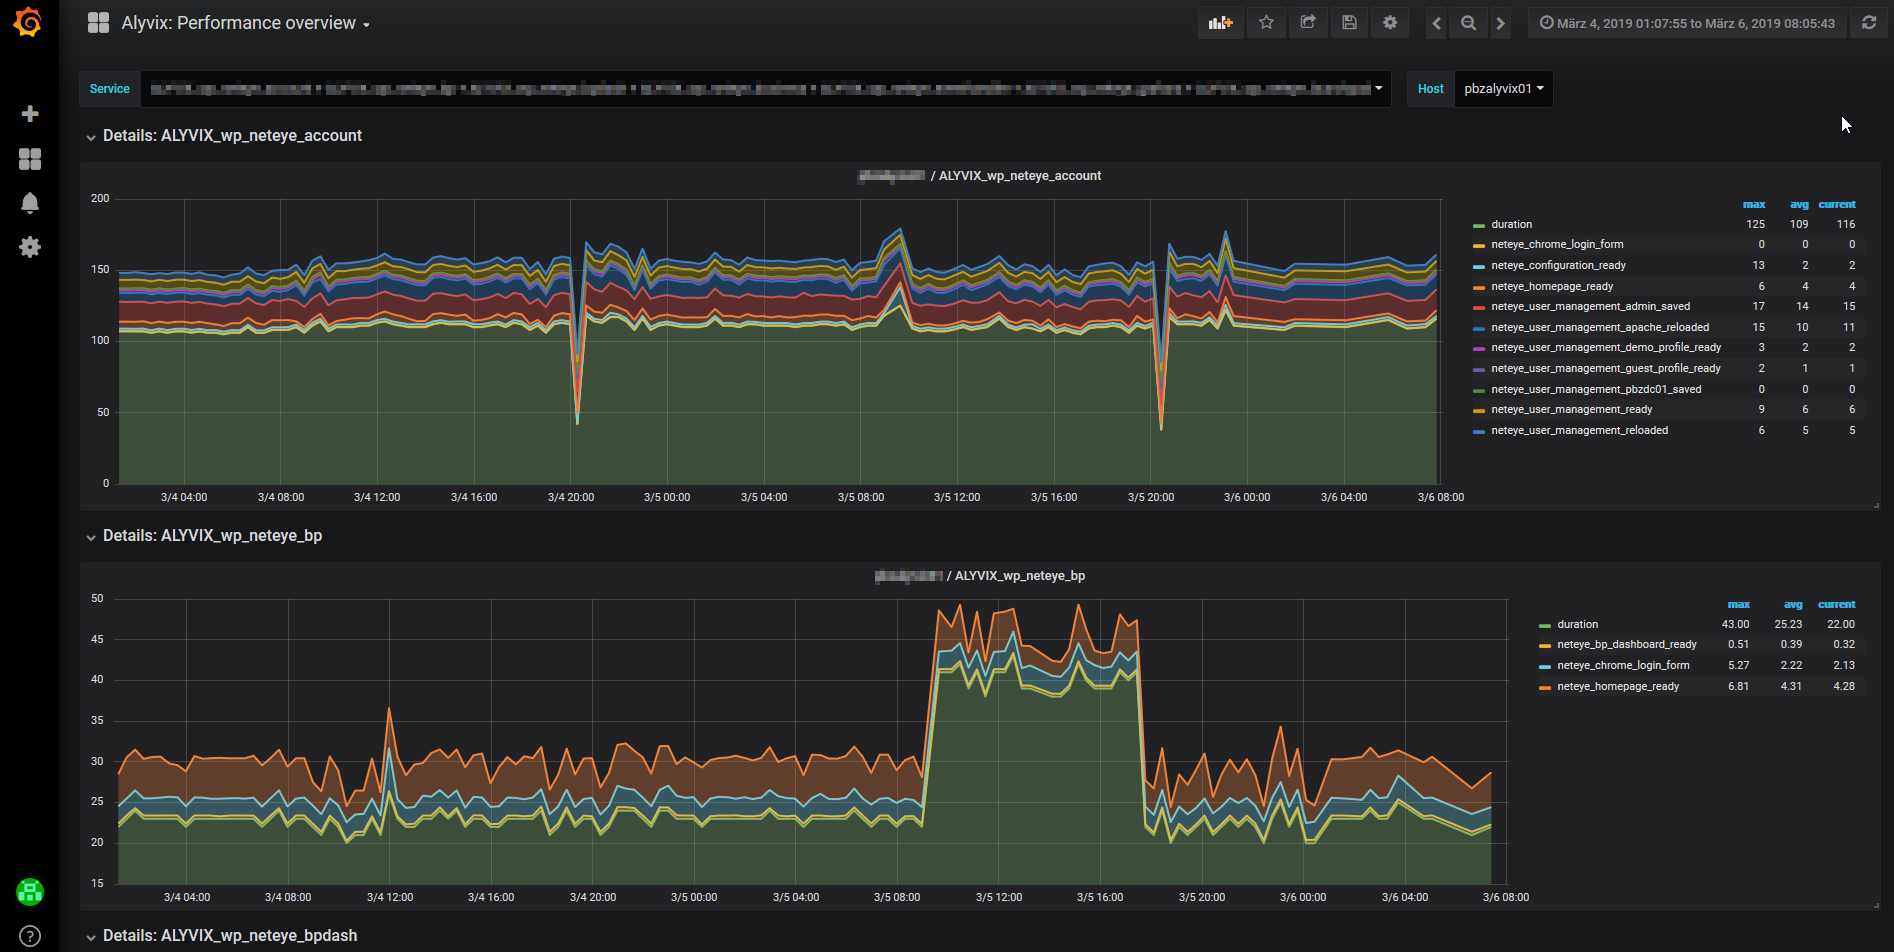 Alyvix: Performance overview
März 4, 2019 01:07:55 to März 6, 2019 08:05:43
Service
Host pbzalyvix01
Details: ALYVIX_wp_neteye_account
/ ALYVIX_wp_neteye_account
200
150
100
50
0
3/4 04:00 3/4 08:00 3/4 12:00 3/4 16:00 3/4 20:00 3/5 00:00 3/5 04:00 3/5 08:00 3/5 12:00 3/5 16:00 3/5 20:00 3/6 00:00 3/6 04:00 3/6 08:00
max avg current
duration 125 109 116
neteye_chrome_login_form 0 0 0
neteye_configuration_ready 13 2 2
neteye_homepage_ready 6 4 4
neteye_user_management_admin_saved 17 14 15
neteye_user_management_apache_reloaded 15 10 11
neteye_user_management_demo_profile_ready 3 2 2
neteye_user_management_guest_profile_ready 2 1 1
neteye_user_management_pbzdc01_saved 0 0 0
neteye_user_management_ready 9 6 6
neteye_user_management_reloaded 6 5 5
Details: ALYVIX_wp_neteye_bp
/ ALYVIX_wp_neteye_bp
50
45
40
35
30
25
20
15
3/4 04:00 3/4 08:00 3/4 12:00 3/4 16:00 3/4 20:00 3/5 00:00 3/5 04:00 3/5 08:00 3/5 12:00 3/5 16:00 3/5 20:00 3/6 00:00 3/6 04:00 3/6 08:00
max avg current
duration 43.00 25.23 22.00
neteye_bp_dashboard_ready 0.51 0.39 0.32
neteye_chrome_login_form 5.27 2.22 2.13
neteye_homepage_ready 6.81 4.31 4.28
Details: ALYVIX_wp_neteye_bpdash